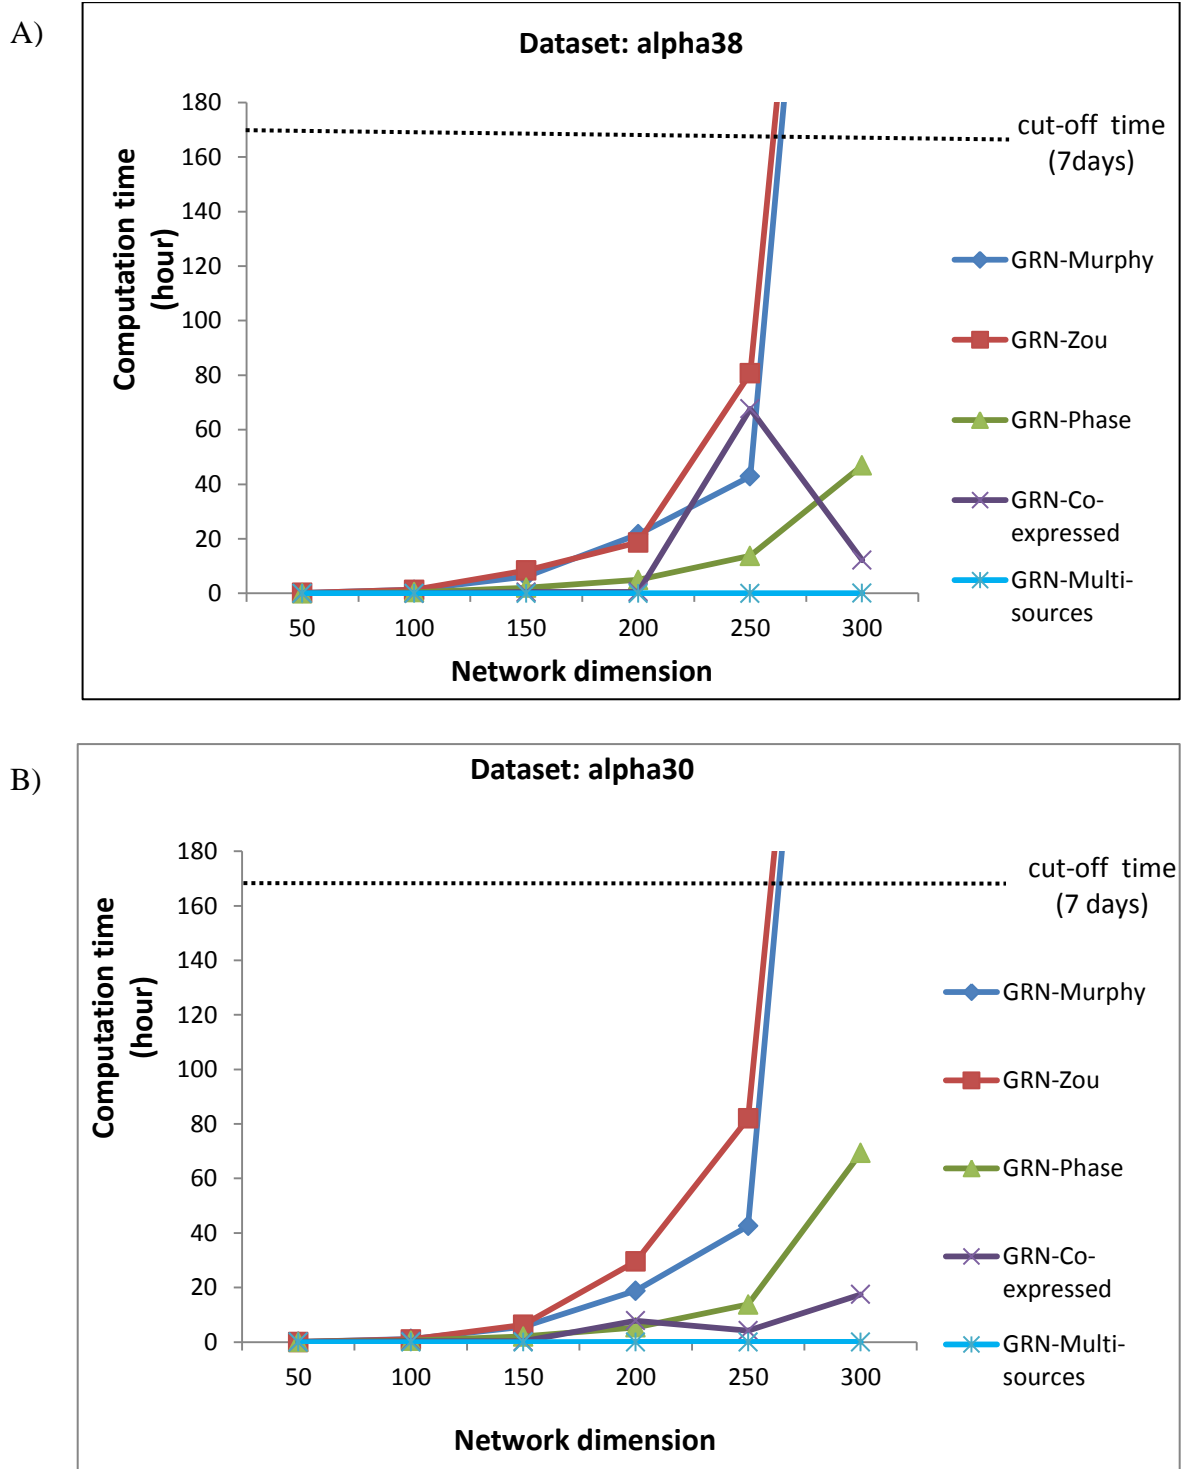 A)
Dataset: alpha38
Computation time
(hour)
180
160
140
120
100
80
60
40
20
0
50 100 150 200 250 300
Network dimension
cut-off time
(7days)
GRN-Murphy
GRN-Zou
GRN-Phase
GRN-Co-
expressed
GRN-Multi-
sources
B)
Dataset: alpha30
Computation time
(hour)
180
160
140
120
100
80
60
40
20
0
50 100 150 200 250 300
Network dimension
cut-off time
(7 days)
GRN-Murphy
GRN-Zou
GRN-Phase
GRN-Co-
expressed
GRN-Multi-
sources